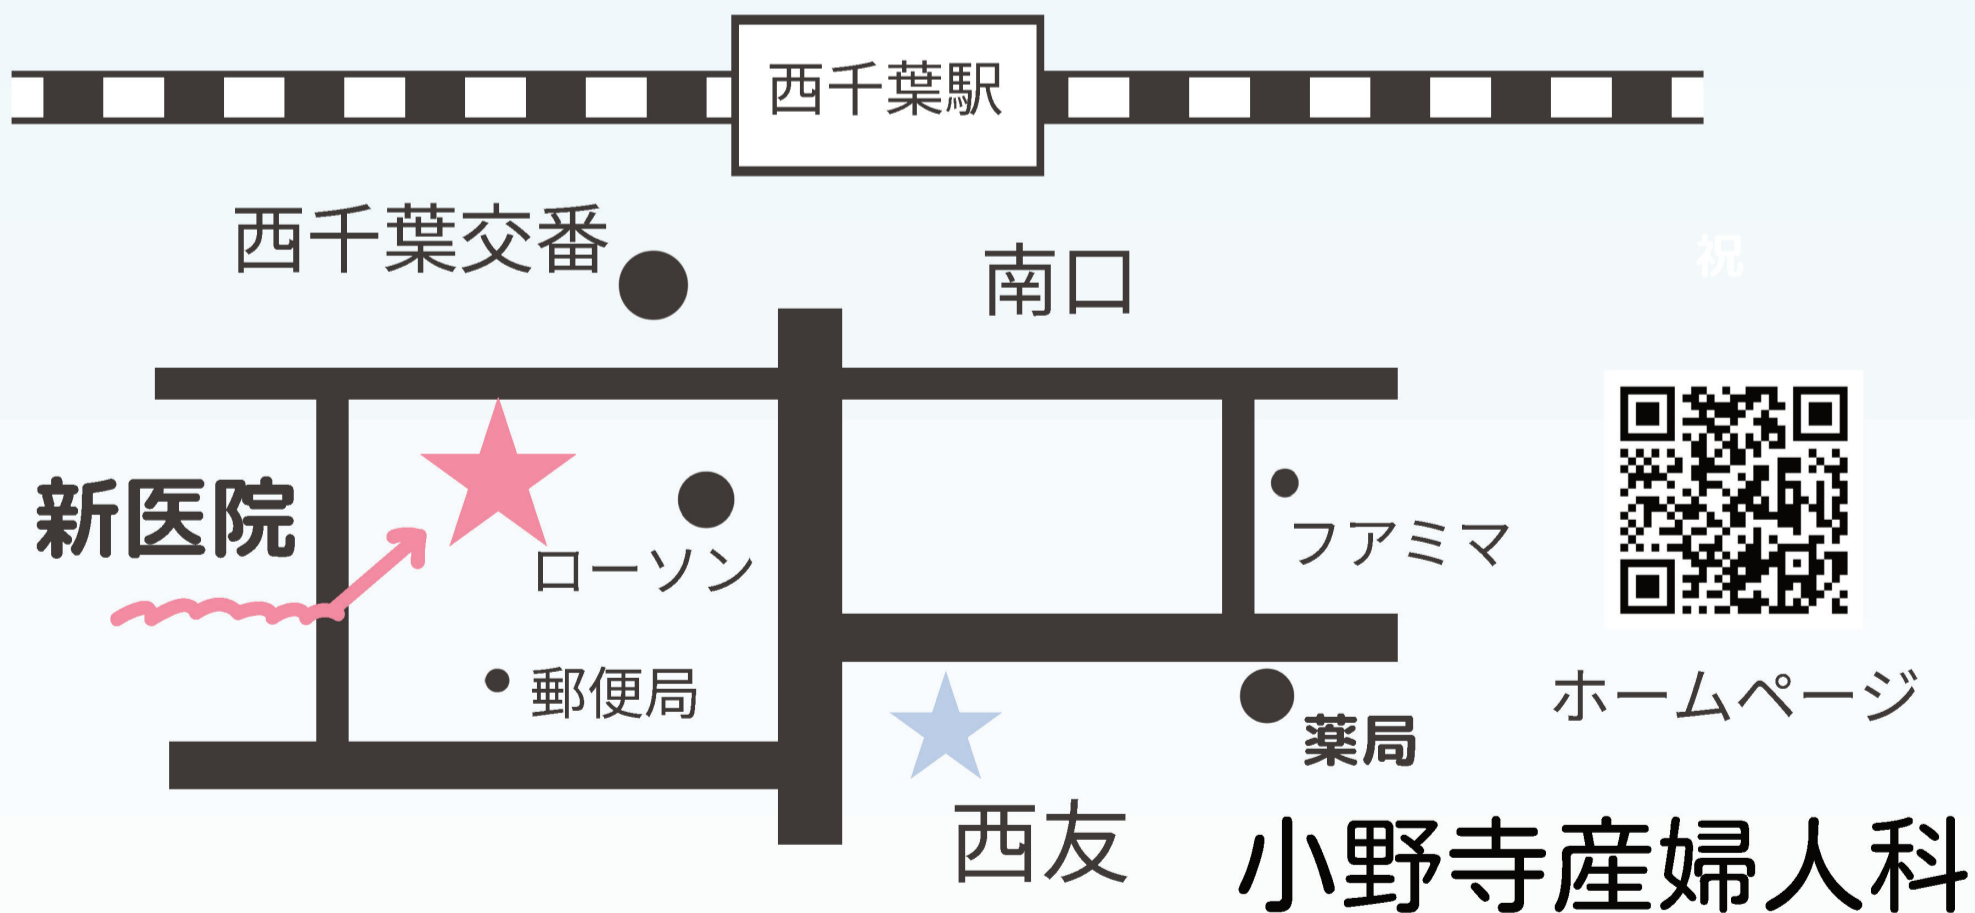 西千葉駅
西千葉交番
南口
祝
新医院
ローソン
フアミマ
郵便局
ホームページ
薬局
西友
小野寺産婦人科